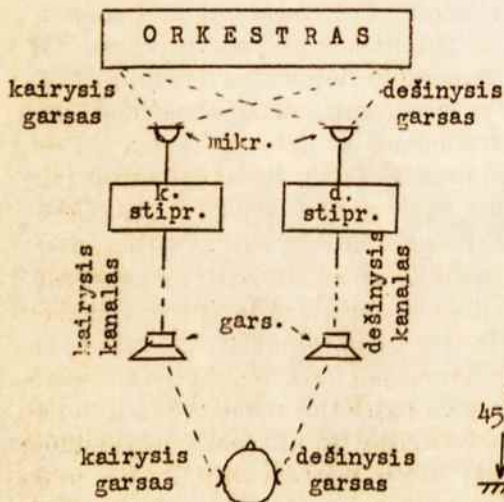 ORKESTRAS
kairysis
garsas
dešinysis
garsas
mikr.
k.
stipr.
d.
stipr.
kairysis
kanalas
dešinysis
kanalas
gars.
kairysis
garsas
dešinysis
garsas
45